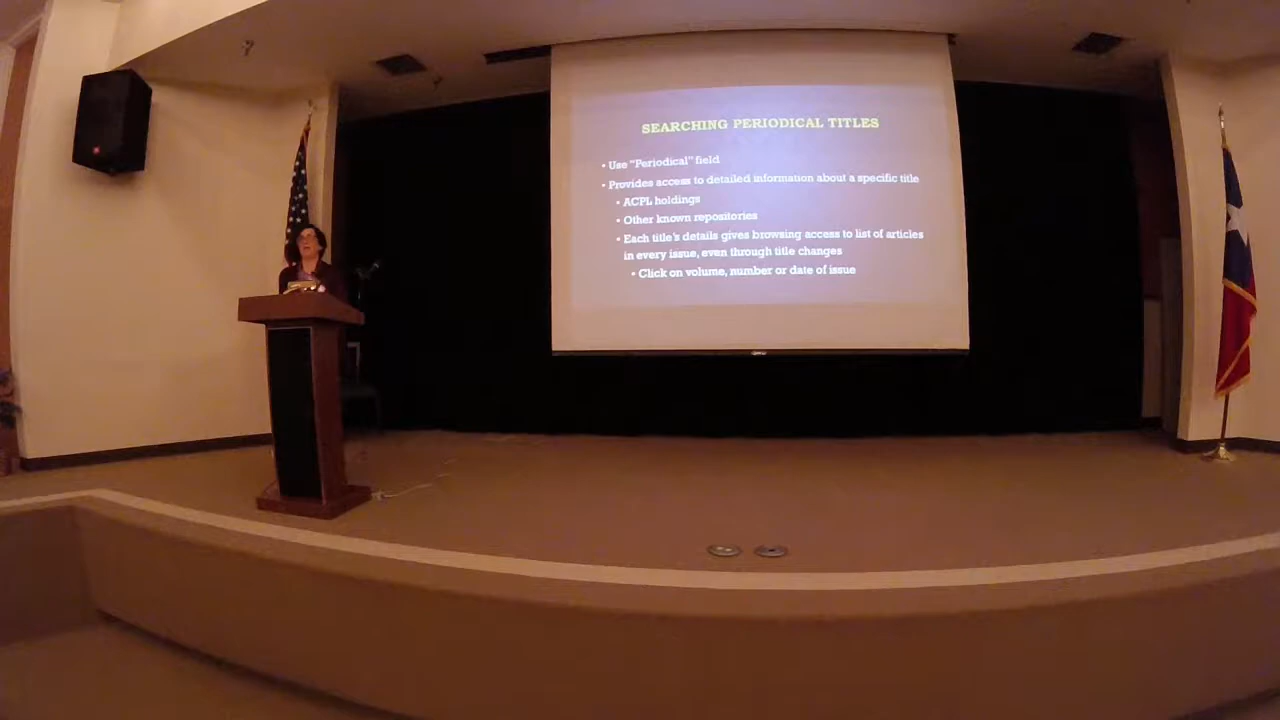 SEARCHING PERIODICAL TITLES
• Use "Periodical" field
• Provides access to detailed information about a specific title
• ACPL holdings
• Other known repositories
• Each title's details gives browsing access to list of articles
in every issue, even through title changes
• Click on volume, number or date of issue